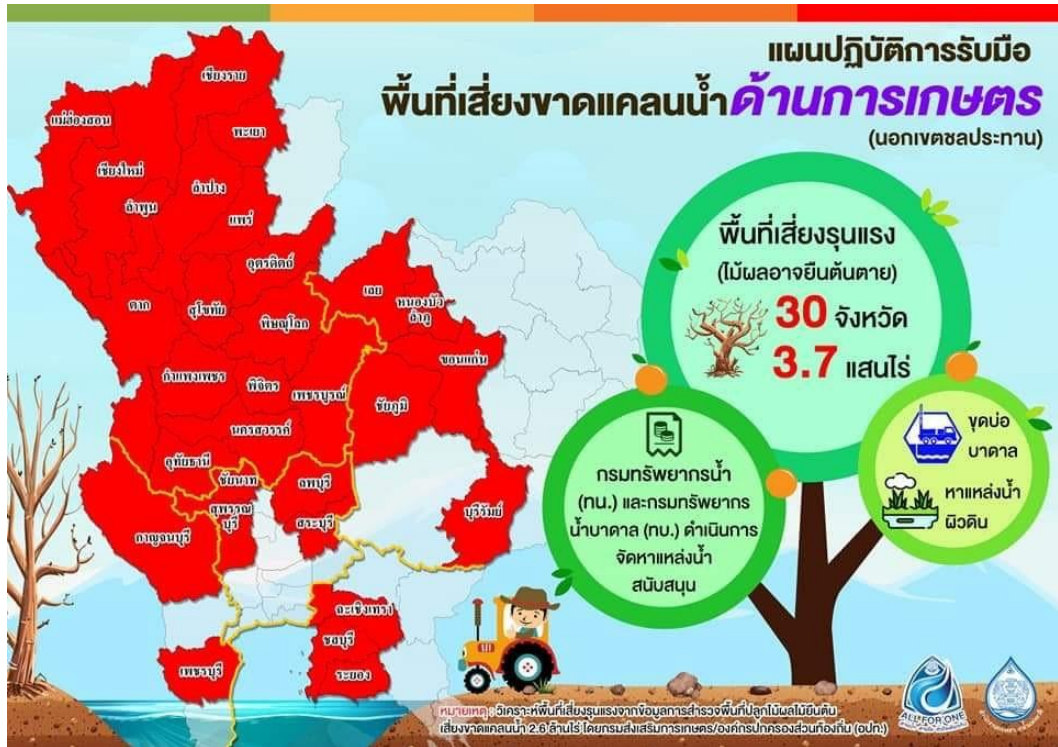 แผนปฏิบัติการรับมือ
พื้นที่เสี่ยงขาดแคลนน้ำด้านการเกษตร
(นอกเขตชลประทาน)
เชียงราย
แม่ฮ่องสอน
พะเยา
เชียงใหม่
ลำปาง
ลำพูน
แพร่
อุตรดิตถ์
เลย
หนองบัว
ลำภู
ตาก
สุโขทัย
พิษณุโลก
ขอนแก่น
กำแพงเพชร
พิจิตร
เพชรบูรณ์
ชัยภูมิ
นครสวรรค์
อุทัยธานี
ชัยนาท
ลพบุรี
บุรีรัมย์
สุพรรณ
บุรี
สระบุรี
กาญจนบุรี
ฉะเชิงเทรา
ชลบุรี
เพชรบุรี
ระยอง
พื้นที่เสี่ยงรุนแรง
(ไม้ผลอาจยืนต้นตาย)
30 จังหวัด
3.7 แสนไร่
กรมทรัพยากรน้ำ
(ทน.) และกรมทรัพยากร
น้ำบาดาล (ทบ.) ดำเนินการ
จัดหาแหล่งน้ำ
สนับสนุน
ขุดบ่อ
บาดาล
หาแหล่งน้ำ
ผิวดิน
หมายเหตุ : วิเคราะห์พื้นที่เสี่ยงรุนแรงจากข้อมูลการสำรวจพื้นที่ปลูกไม้ผลไม้ยืนต้น
เสี่ยงขาดแคลนน้ำ 2.6 ล้านไร่ โดยกรมส่งเสริมการเกษตร/องค์กรปกครองส่วนท้องถิ่น (อปท.)
ALL FOR ONE